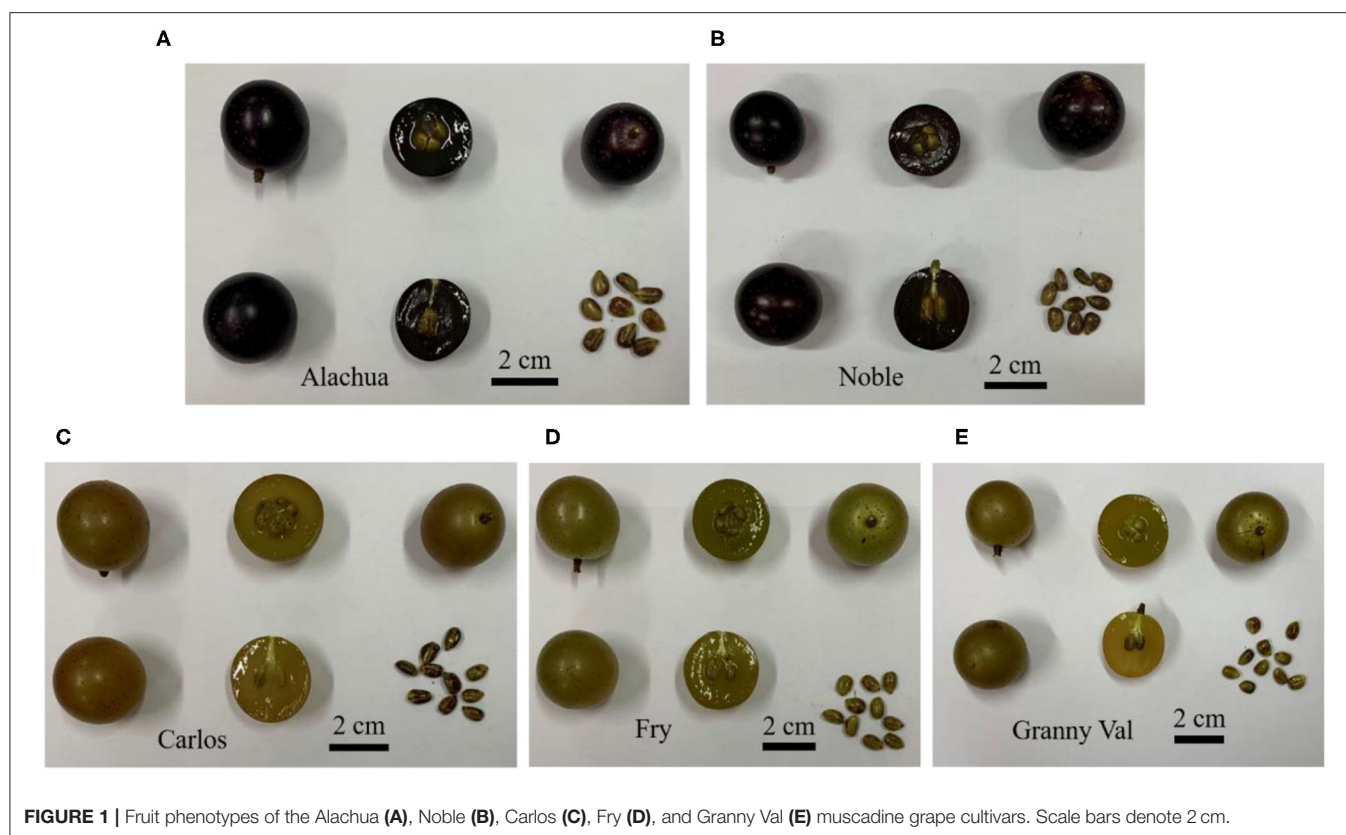 A
B
Alachua
2 cm
Noble
2 cm
C
D
E
Carlos
2 cm
Fry
2 cm
Granny Val
2 cm
FIGURE 1 | Fruit phenotypes of the Alachua (A), Noble (B), Carlos (C), Fry (D), and Granny Val (E) muscadine grape cultivars. Scale bars denote 2 cm.